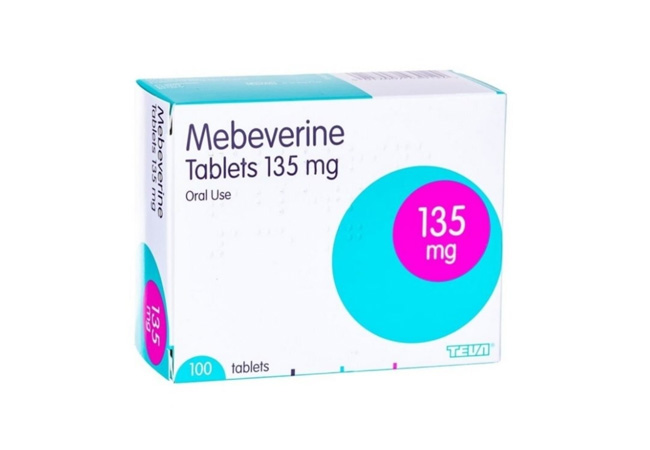 Mebeverine
Tablets 135 mg
Oral Use
135
mg
100 tablets
TEVA
Mebeverine
Tablets 135 mg
135
mg